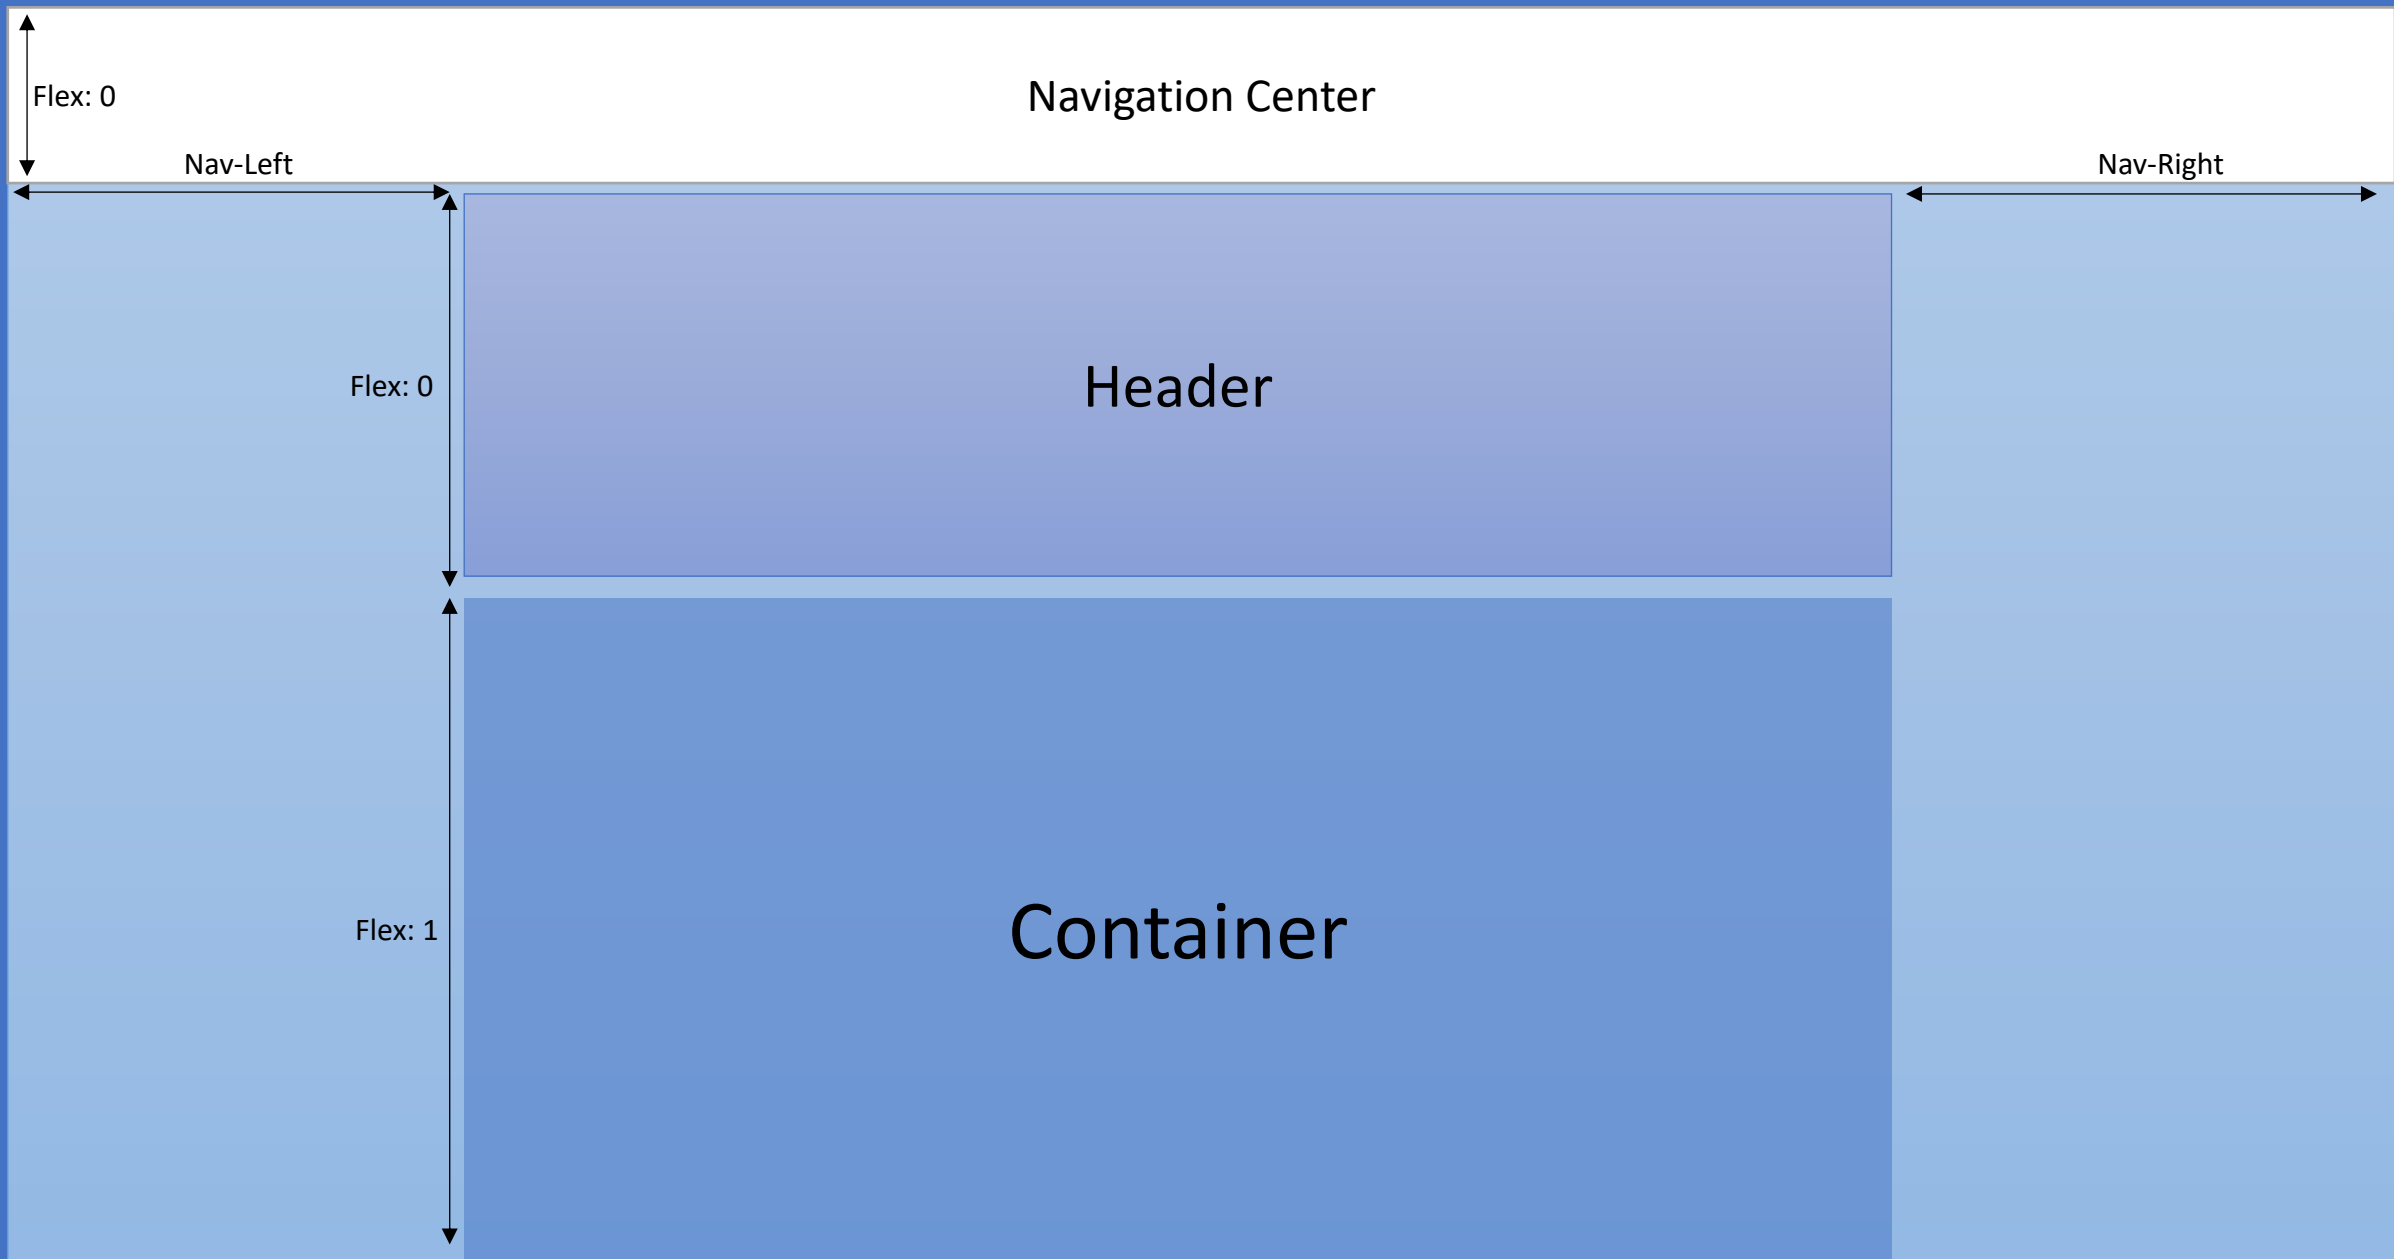 Flex: 0
Navigation Center
Nav-Left
Nav-Right
Flex: 0
Header
Flex: 1
Container